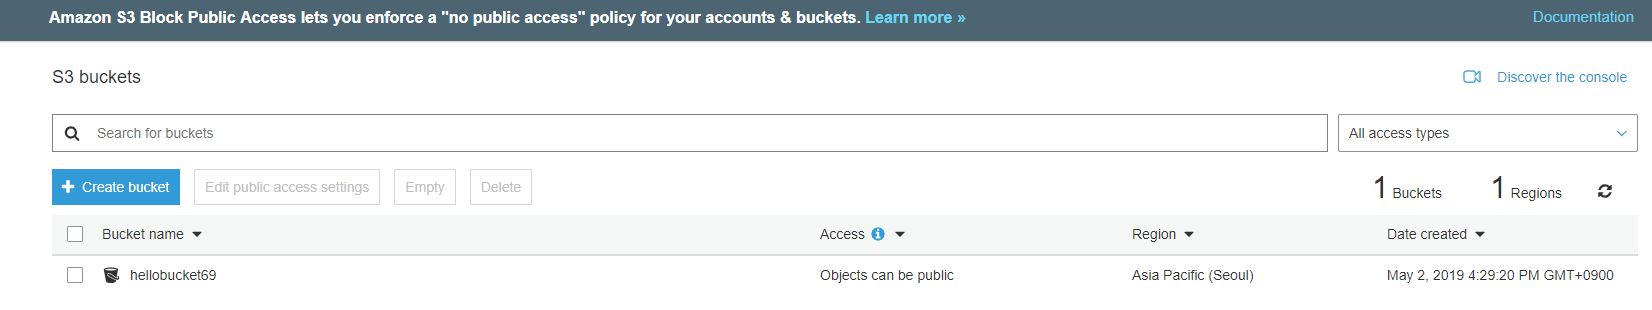 Amazon S3 Block Public Access lets you enforce a "no public access" policy for your accounts & buckets. Learn more » Documentation
S3 buckets Discover the console
Search for buckets All access types
+ Create bucket Edit public access settings Empty Delete 1 Buckets 1 Regions
Bucket name Access Region Date created
hellobucket69 Objects can be public Asia Pacific (Seoul) May 2, 2019 4:29:20 PM GMT+0900